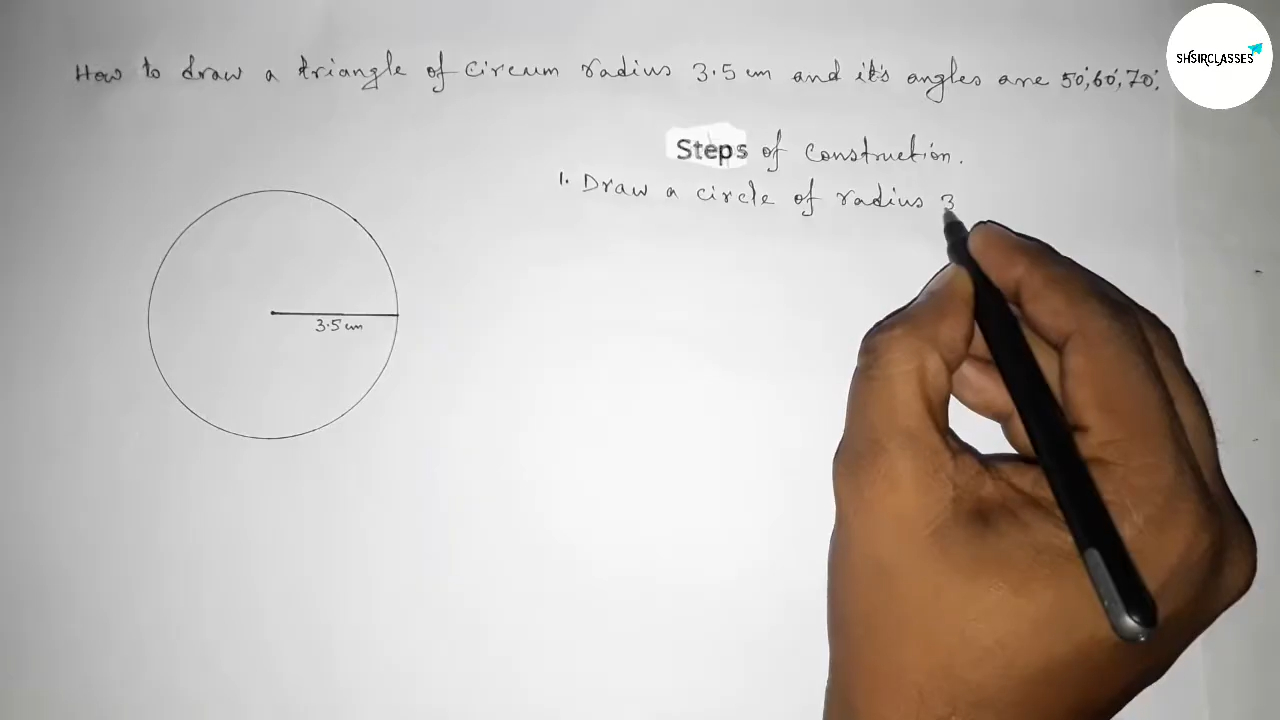 How to draw a triangle of circum radius 3.5 cm and it's angles are 50°, 60°, 70°.
SHSIRCLASSES
Steps of construction.
1. Draw a circle of radius 3
3.5 cm